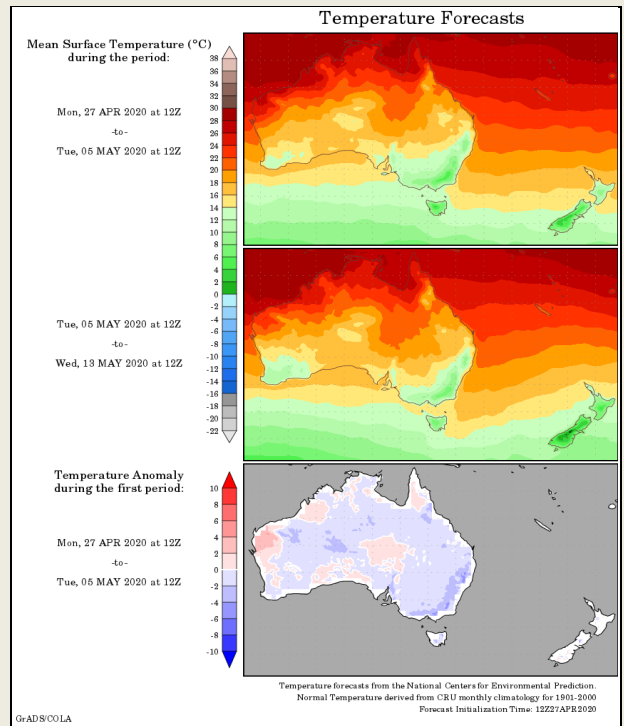 Temperature Forecasts
Mean Surface Temperature (°C)
during the period:
38
36
34
32
30
28
26
24
22
20
18
16
14
12
10
8
6
4
2
0
-2
-4
-6
-8
-10
-12
-14
-16
-18
-20
-22
Mon, 27 APR 2020 at 12Z
-to-
Tue, 05 MAY 2020 at 12Z
Tue, 05 MAY 2020 at 12Z
-to-
Wed, 13 MAY 2020 at 12Z
Temperature Anomaly
during the first period:
10
8
6
4
2
0
-2
-4
-6
-8
-10
Mon, 27 APR 2020 at 12Z
-to-
Tue, 05 MAY 2020 at 12Z
Temperature forecasts from the National Centers for Environmental Prediction.
Normal Temperature derived from CRU monthly climatology for 1901-2000
Forecast Initialization Time: 12Z27APR2020
GrADS/COLA